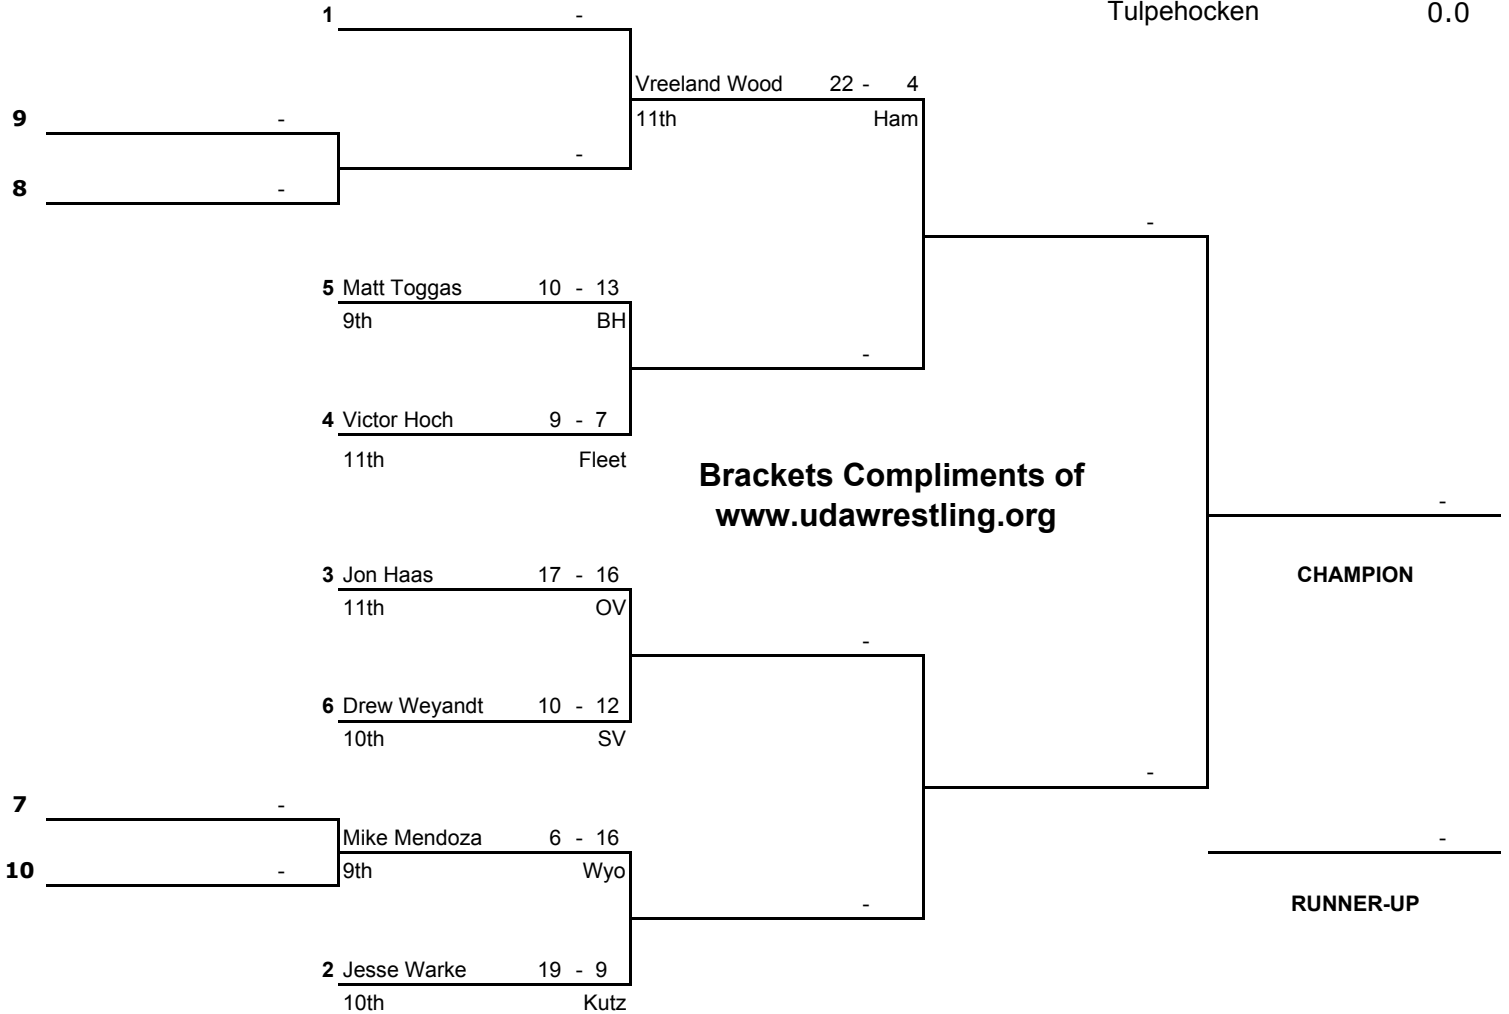 Tulpehocken 0.0
1 -
Vreeland Wood 22 - 4
11th Ham
9 -
-
8 -
-
5 Matt Toggas 10 - 13
9th BH
-
4 Victor Hoch 9 - 7
11th Fleet
Brackets Compliments of
www.udawrestling.org
-
CHAMPION
3 Jon Haas 17 - 16
11th OV
-
6 Drew Weyandt 10 - 12
10th SV
-
7 -
Mike Mendoza 6 - 16
-
10 - 9th Wyo
-
RUNNER-UP
2 Jesse Warke 19 - 9
10th Kutz